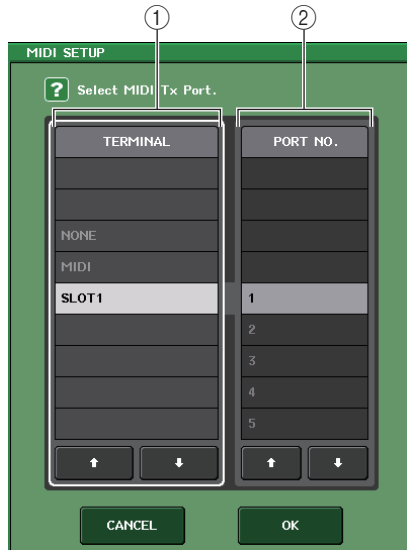 ① ②
MIDI SETUP
? Select MIDI Tx Port.
TERMINAL PORT NO.
NONE
MIDI
SLOT1 1
2
3
4
5
CANCEL OK